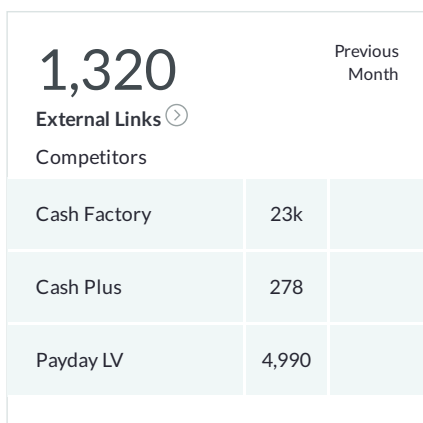 1,320
Previous
Month
External Links
Competitors
Cash Factory 23k
Cash Plus 278
Payday LV 4,990